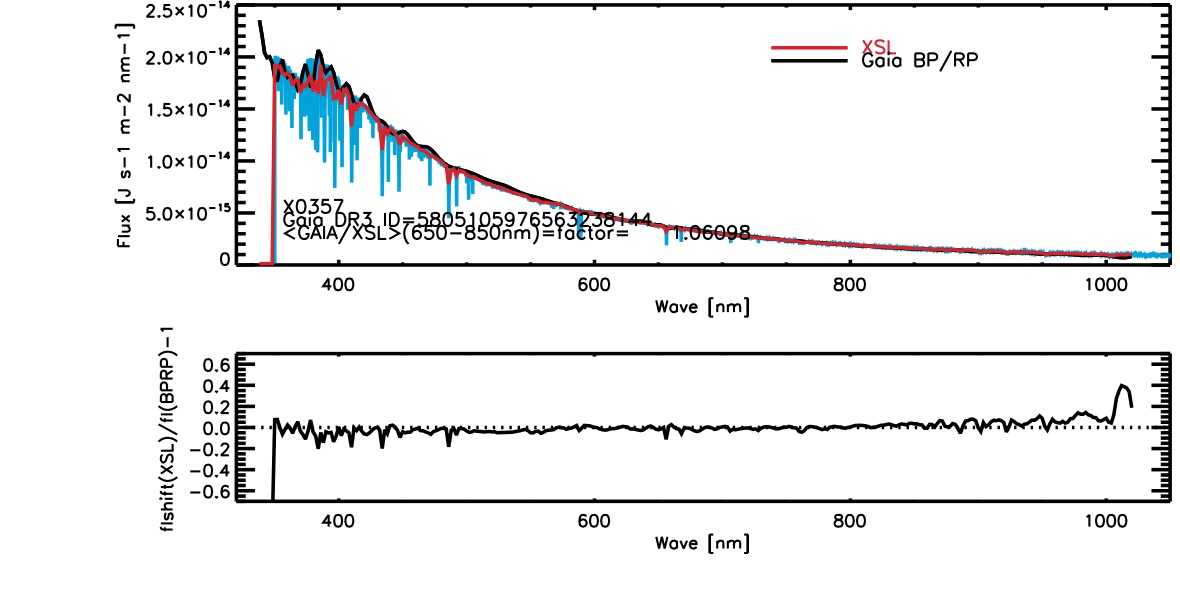 2.5×10⁻¹⁴
2.0×10⁻¹⁴
1.5×10⁻¹⁴
1.0×10⁻¹⁴
5.0×10⁻¹⁵
0
Flux [J s−1 m−2 nm−1]
XSL
Gaia BP/RP
X0357
Gaia DR3 ID=5805105976563238144
<GAIA/XSL>(650−850nm)=factor= 1.06098
400 600 800 1000
Wave [nm]
0.6
0.4
0.2
0.0
−0.2
−0.4
−0.6
flshift(XSL)/fl(BPRP)−1
400 600 800 1000
Wave [nm]